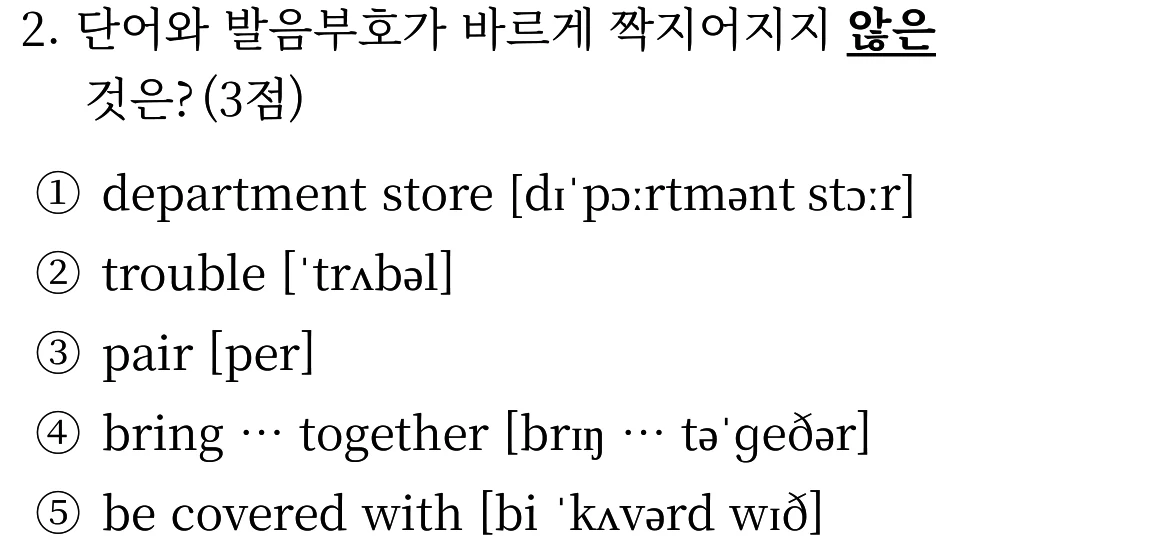 2. 단어와 발음부호가 바르게 짝지어지지 않은
것은?(3점)
① department store [dɪˈpɔːrtmənt stɔːr]
② trouble [ˈtrʌbəl]
③ pair [per]
④ bring ⋯ together [brɪŋ ⋯ təˈɡeðər]
⑤ be covered with [bi ˈkʌvərd wɪð]